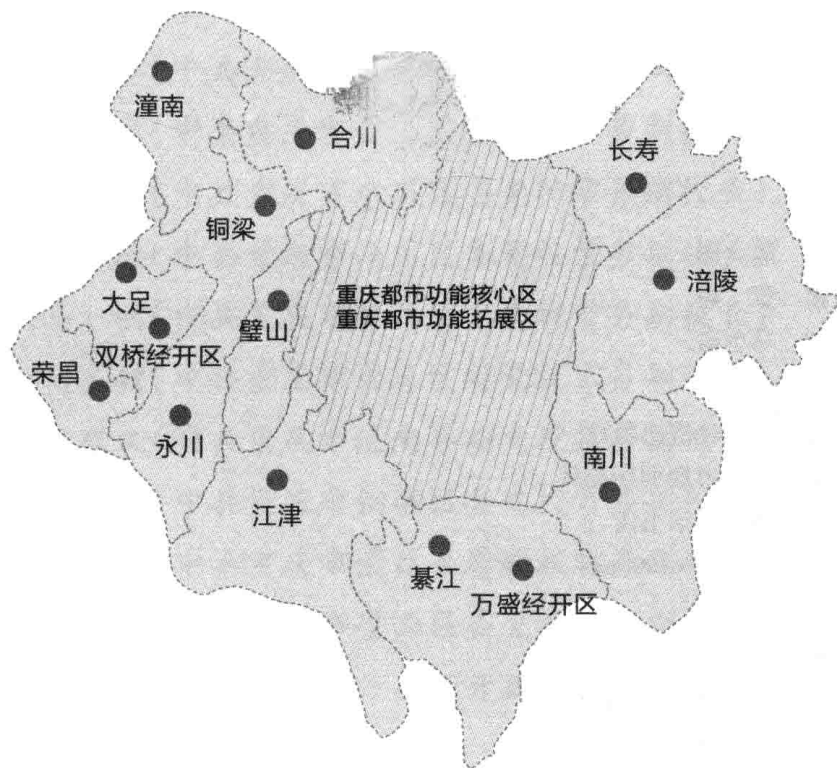 潼南
合川
长寿
铜梁
涪陵
大足
重庆都市功能核心区
重庆都市功能拓展区
璧山
双桥经开区
荣昌
永川
南川
江津
綦江
万盛经开区